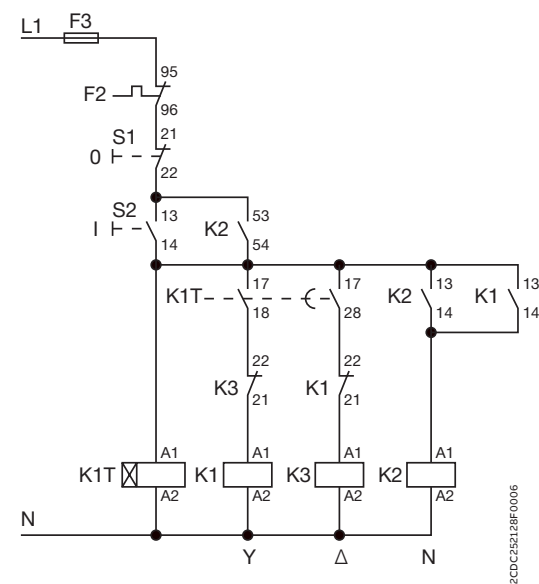 F3
L1
95
F2
96
S1
21
0
22
S2
13
53
I
K2
14
54
17
17
13
13
K1T
K2
K1
18
28
14
14
22
22
K3
K1
21
21
A1
A1
A1
A1
K1T
K1
K3
K2
A2
A2
A2
A2
N
Y
Δ
N
2CDC252128F0006